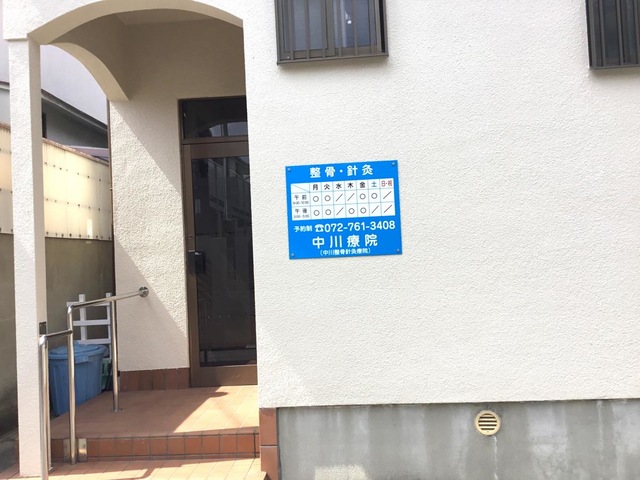 整骨・針灸
月 火 水 木 金 土 日・祝
午前 ○ ○ ／ ／ ○ ○ ／
午後 ○ ○ ／ ○ ○ ／ ／
予約制 ☎072-761-3408
中川療院
(中川整骨針灸療院)